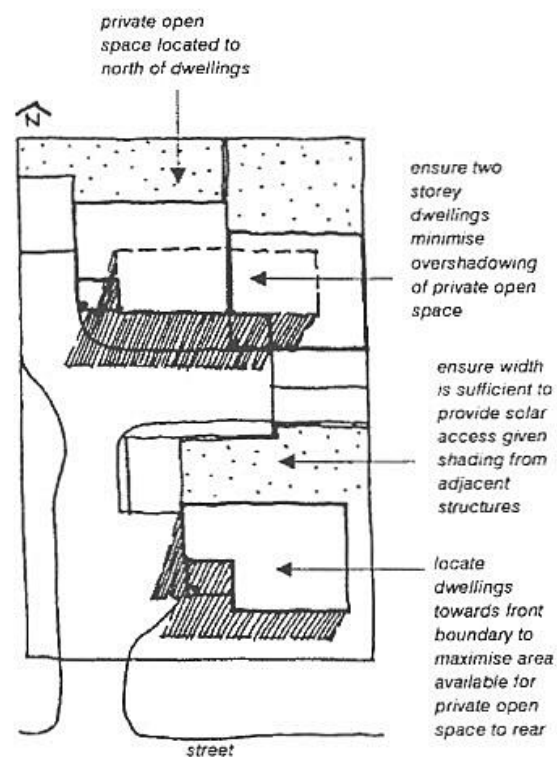 private open
space located to
north of dwellings
N
ensure two
storey
dwellings
minimise
overshadowing
of private open
space
ensure width
is sufficient to
provide solar
access given
shading from
adjacent
structures
locate
dwellings
towards front
boundary to
maximise area
available for
private open
space to rear
street